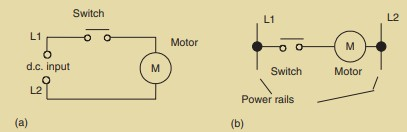 Switch
L1
Motor
M
d.c. input
L2
(a)
L1
L2
M
Switch
Motor
Power rails
(b)